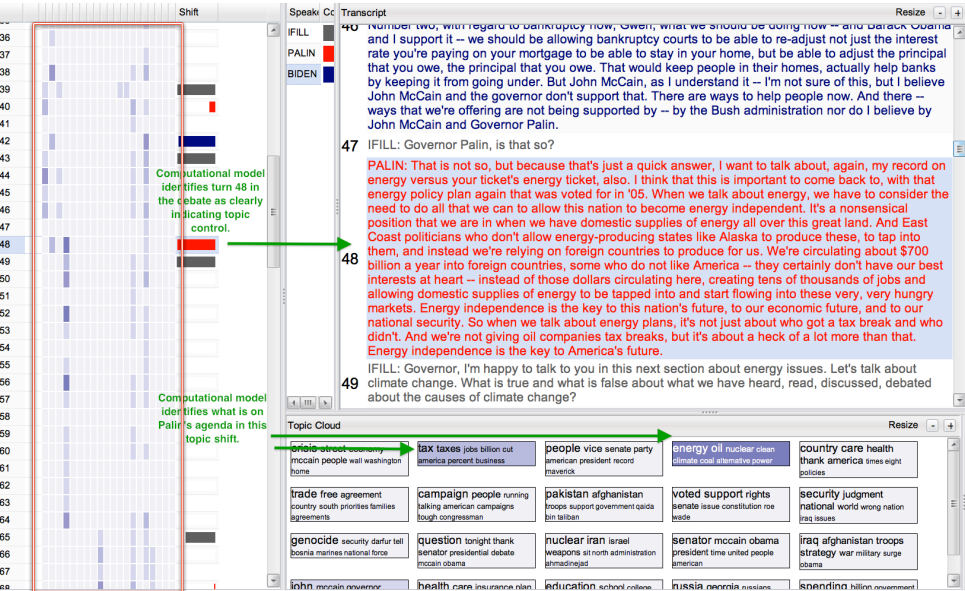 Shift
36
37
38
39
40
41
42
43
44
45
46
47
48
49
50
51
52
53
54
55
56
57
58
59
60
61
62
63
64
65
66
67
68
Computational model
identifies turn 48 in
the debate as clearly
indicating topic
control.
Computational model
identifies what is on
Palin's agenda in this
topic shift.
Speake Co
IFILL
PALIN
BIDEN
Transcript
Resize - +
46 Number two, with regard to bankruptcy now, Gwen, what we should be doing now -- and Barack Obama
and I support it -- we should be allowing bankruptcy courts to be able to re-adjust not just the interest
rate you're paying on your mortgage to be able to stay in your home, but be able to adjust the principal
that you owe, the principal that you owe. That would keep people in their homes, actually help banks
by keeping it from going under. But John McCain, as I understand it -- I'm not sure of this, but I believe
John McCain and the governor don't support that. There are ways to help people now. And there --
ways that we're offering are not being supported by -- by the Bush administration nor do I believe by
John McCain and Governor Palin.
47 IFILL: Governor Palin, is that so?
PALIN: That is not so, but because that's just a quick answer, I want to talk about, again, my record on
energy versus your ticket's energy ticket, also. I think that this is important to come back to, with that
energy policy plan again that was voted for in '05. When we talk about energy, we have to consider the
need to do all that we can to allow this nation to become energy independent. It's a nonsensical
position that we are in when we have domestic supplies of energy all over this great land. And East
Coast politicians who don't allow energy-producing states like Alaska to produce these, to tap into
48 them, and instead we're relying on foreign countries to produce for us. We're circulating about $700
billion a year into foreign countries, some who do not like America -- they certainly don't have our best
interests at heart -- instead of those dollars circulating here, creating tens of thousands of jobs and
allowing domestic supplies of energy to be tapped into and start flowing into these very, very hungry
markets. Energy independence is the key to this nation's future, to our economic future, and to our
national security. So when we talk about energy plans, it's not just about who got a tax break and who
didn't. And we're not giving oil companies tax breaks, but it's about a heck of a lot more than that.
Energy independence is the key to America's future.
IFILL: Governor, I'm happy to talk to you in this next section about energy issues. Let's talk about
49 climate change. What is true and what is false about what we have heard, read, discussed, debated
about the causes of climate change?
Topic Cloud
Resize - +
crisis street economy
mccain people wall washington
home
tax taxes jobs billion cut
america percent business
people vice senate party
american president record
maverick
energy oil nuclear clean
climate coal alternative power
country care health
thank america times eight
policies
trade free agreement
country south priorities families
agreements
campaign people running
talking american campaigns
tough congressman
pakistan afghanistan
troops support government qaida
bin taliban
voted support rights
senate issue constitution roe
wade
security judgment
national world wrong nation
iraq issues
genocide security darfur tell
bosnia marines national force
question tonight thank
senator presidential debate
mccain obama
nuclear iran israel
weapons sit north administration
ahmadinejad
senator mccain obama
president time united people
american
iraq afghanistan troops
strategy war military surge
obama
john mccain governor
health care insurance plan
education school college
russia georgia russians
spending billion government